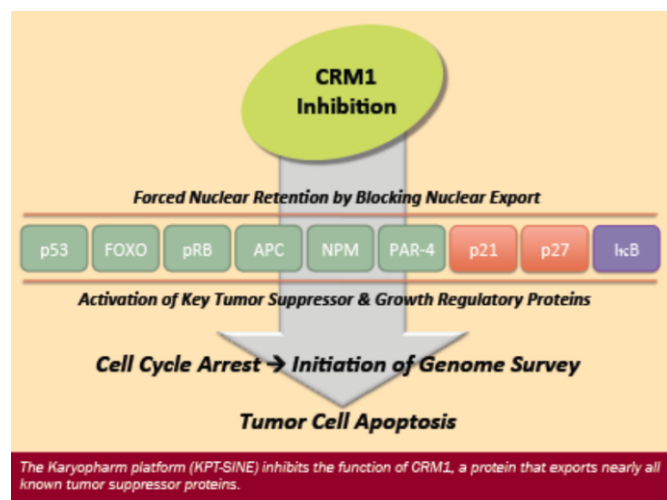 CRM1
Inhibition
Forced Nuclear Retention by Blocking Nuclear Export
p53 FOXO pRB APC NPM PAR-4 p21 p27 IκB
Activation of Key Tumor Suppressor & Growth Regulatory Proteins
Cell Cycle Arrest → Initiation of Genome Survey
Tumor Cell Apoptosis
The Karyopharm platform (KPT-SINE) inhibits the function of CRM1, a protein that exports nearly all
known tumor suppressor proteins.